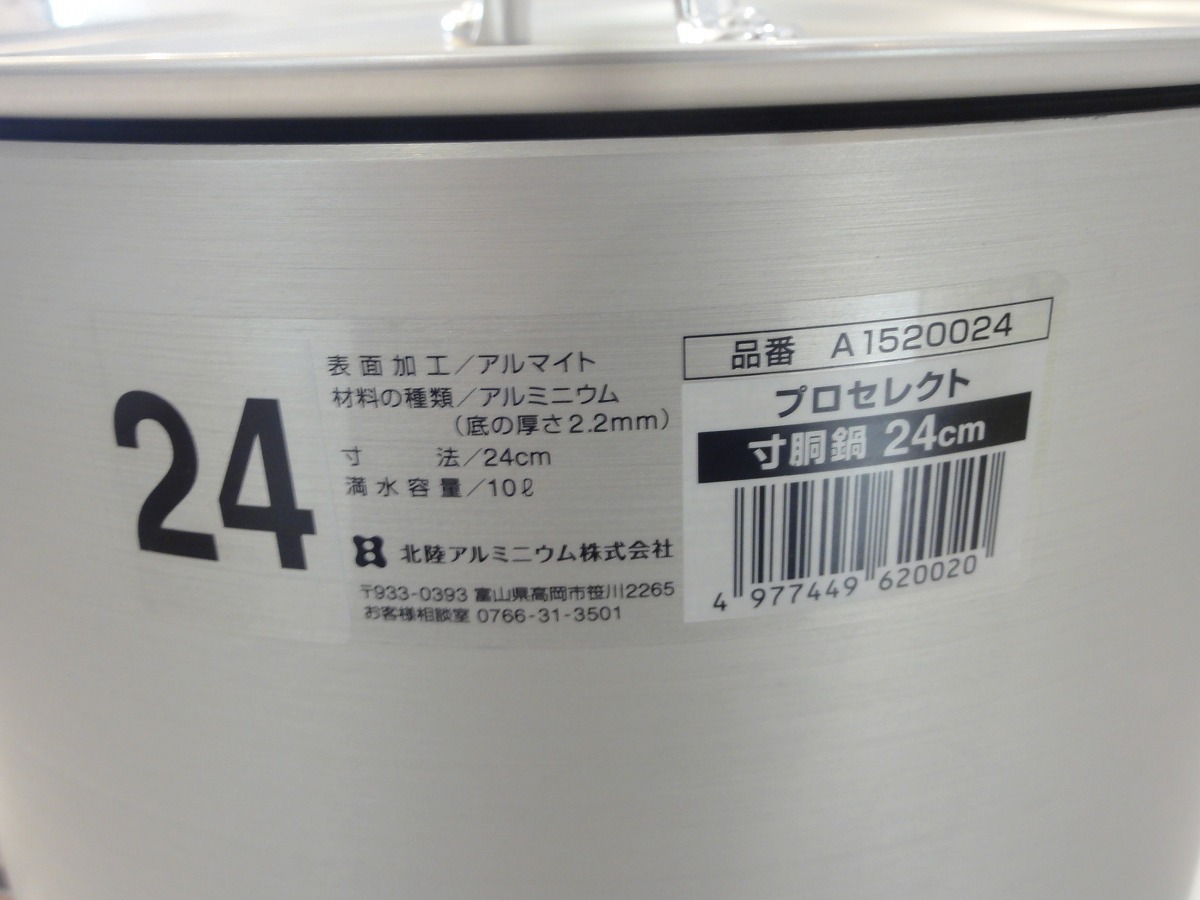 24
表面加工/アルマイト
材料の種類/アルミニウム
(底の厚さ2.2mm)
寸 法/24cm
満水容量/10ℓ
北陸アルミニウム株式会社
〒933-0393 富山県高岡市笹川2265
お客様相談室 0766-31-3501
品番 A1520024
プロセレクト
寸胴鍋 24cm
4 977449 620020